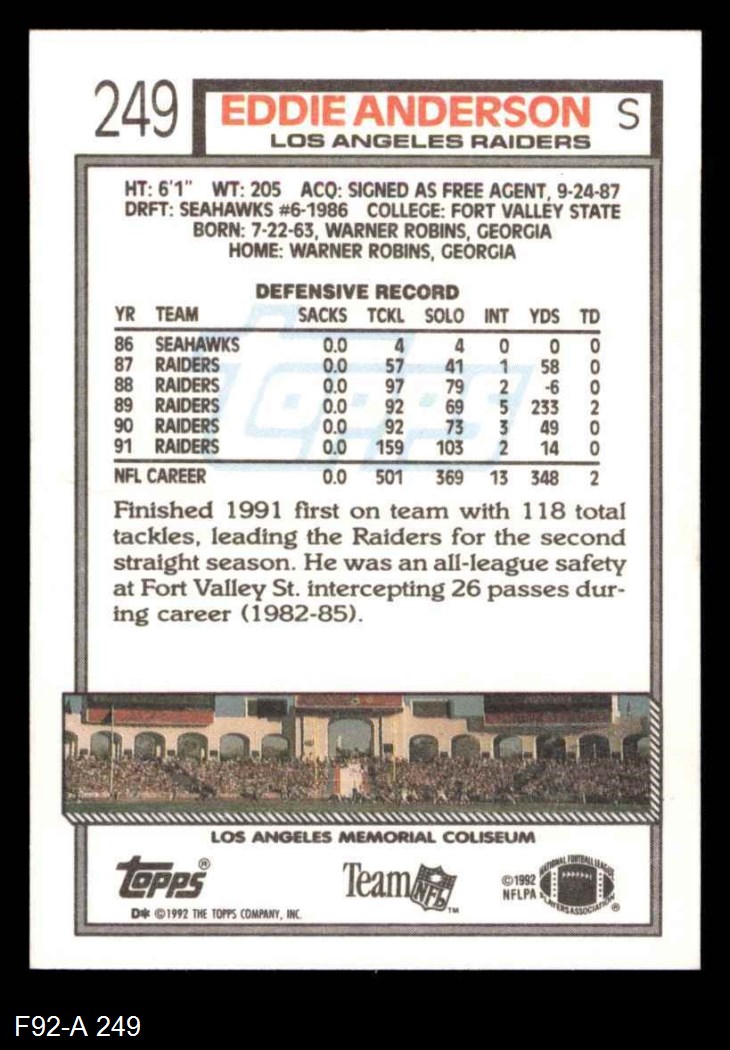 249 EDDIE ANDERSON S
LOS ANGELES RAIDERS
HT: 6'1" WT: 205 ACQ: SIGNED AS FREE AGENT, 9-24-87
DRFT: SEAHAWKS #6-1986 COLLEGE: FORT VALLEY STATE
BORN: 7-22-63, WARNER ROBINS, GEORGIA
HOME: WARNER ROBINS, GEORGIA
DEFENSIVE RECORD
YR TEAM SACKS TCKL SOLO INT YDS TD
86 SEAHAWKS 0.0 4 4 0 0 0
87 RAIDERS 0.0 57 41 1 58 0
88 RAIDERS 0.0 97 79 2 -6 0
89 RAIDERS 0.0 92 69 5 233 2
90 RAIDERS 0.0 92 73 3 49 0
91 RAIDERS 0.0 159 103 2 14 0
NFL CAREER 0.0 501 369 13 348 2
Topps
Finished 1991 first on team with 118 total
tackles, leading the Raiders for the second
straight season. He was an all-league safety
at Fort Valley St. intercepting 26 passes dur-
ing career (1982-85).
LOS ANGELES MEMORIAL COLISEUM
Topps®
Team NFL™
©1992
NFLPA
NATIONAL FOOTBALL LEAGUE
PLAYERS ASSOCIATION®
D* ©1992 THE TOPPS COMPANY, INC.
F92-A 249